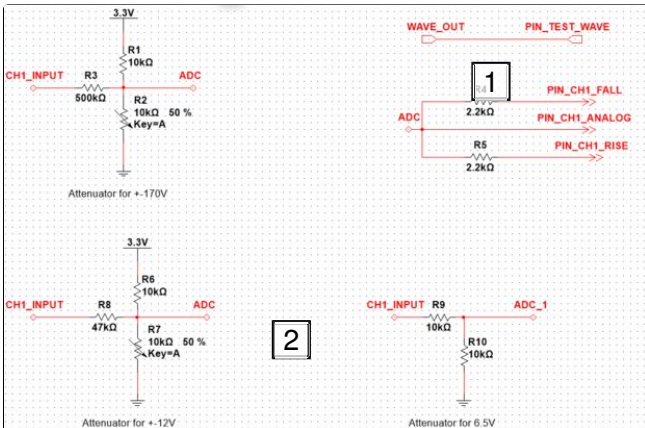 3.3V
R1
10kΩ
CH1_INPUT R3 ADC
500kΩ
R2
10kΩ 50 %
Key=A
Attenuator for +-170V
WAVE_OUT PIN_TEST_WAVE
1
R4 PIN_CH1_FALL
2.2kΩ
ADC PIN_CH1_ANALOG
R5 PIN_CH1_RISE
2.2kΩ
3.3V
R6
10kΩ
CH1_INPUT R8 ADC
47kΩ
R7
10kΩ 50 %
Key=A
Attenuator for +-12V
2
CH1_INPUT R9 ADC_1
10kΩ
R10
10kΩ
Attenuator for 6.5V